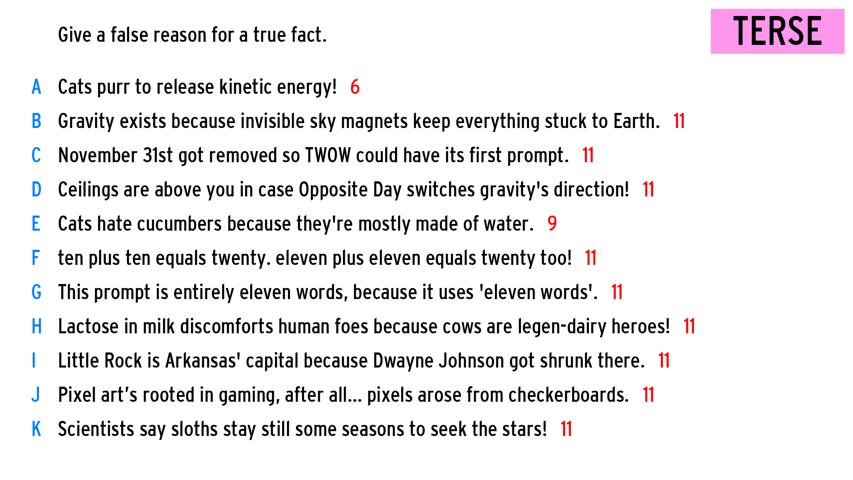 Give a false reason for a true fact.
TERSE
A Cats purr to release kinetic energy! 6
B Gravity exists because invisible sky magnets keep everything stuck to Earth. 11
C November 31st got removed so TWOW could have its first prompt. 11
D Ceilings are above you in case Opposite Day switches gravity's direction! 11
E Cats hate cucumbers because they're mostly made of water. 9
F ten plus ten equals twenty. eleven plus eleven equals twenty too! 11
G This prompt is entirely eleven words, because it uses 'eleven words'. 11
H Lactose in milk discomforts human foes because cows are legen-dairy heroes! 11
I Little Rock is Arkansas' capital because Dwayne Johnson got shrunk there. 11
J Pixel art’s rooted in gaming, after all... pixels arose from checkerboards. 11
K Scientists say sloths stay still some seasons to seek the stars! 11